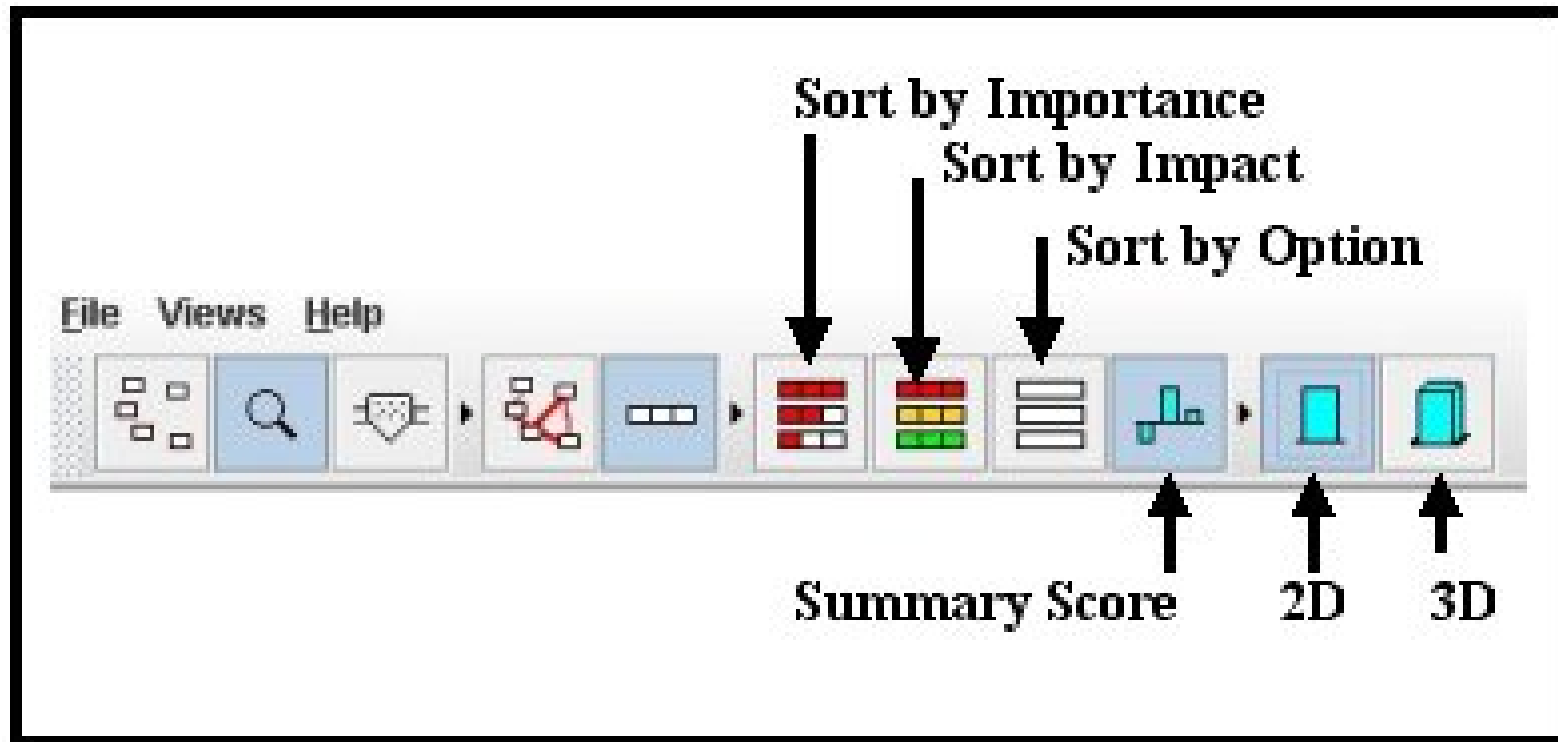 Sort by Importance
Sort by Impact
Sort by Option
File Views Help
Summary Score 2D 3D